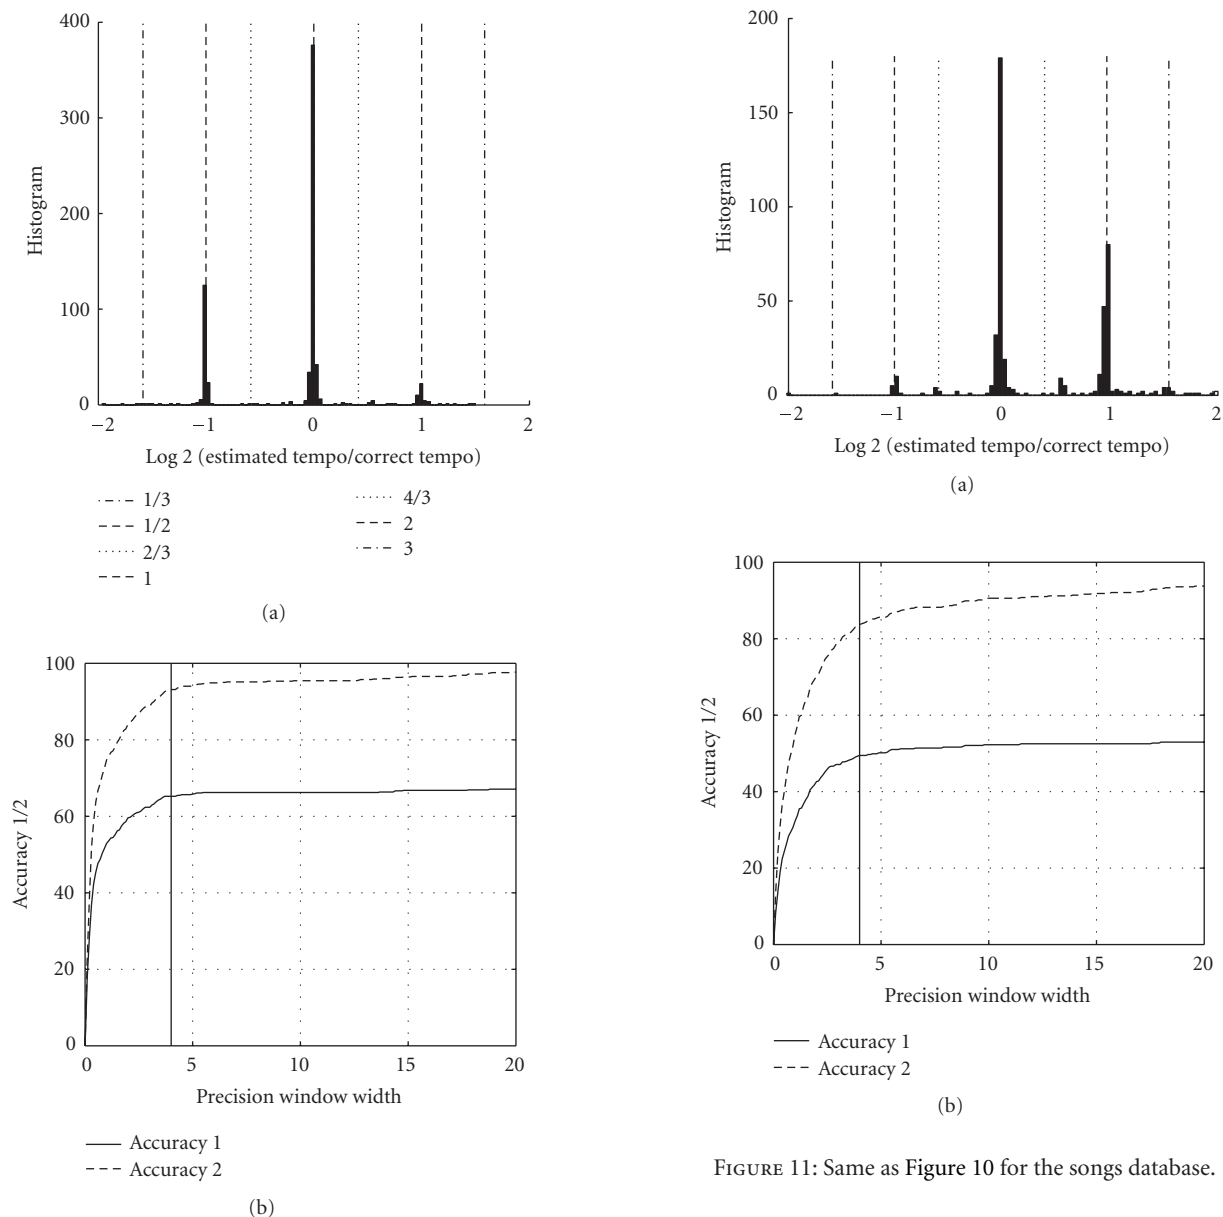 400
300
200
100
0
Histogram
−2
−1
0
1
2
Log 2 (estimated tempo/correct tempo)
1/3
1/2
2/3
1
4/3
2
3
(a)
100
80
60
40
20
0
Accuracy 1/2
0
5
10
15
20
Precision window width
Accuracy 1
Accuracy 2
(b)
200
150
100
50
0
Histogram
−2
−1
0
1
2
Log 2 (estimated tempo/correct tempo)
(a)
100
80
60
40
20
0
Accuracy 1/2
0
5
10
15
20
Precision window width
Accuracy 1
Accuracy 2
(b)
FIGURE 11: Same as Figure 10 for the songs database.